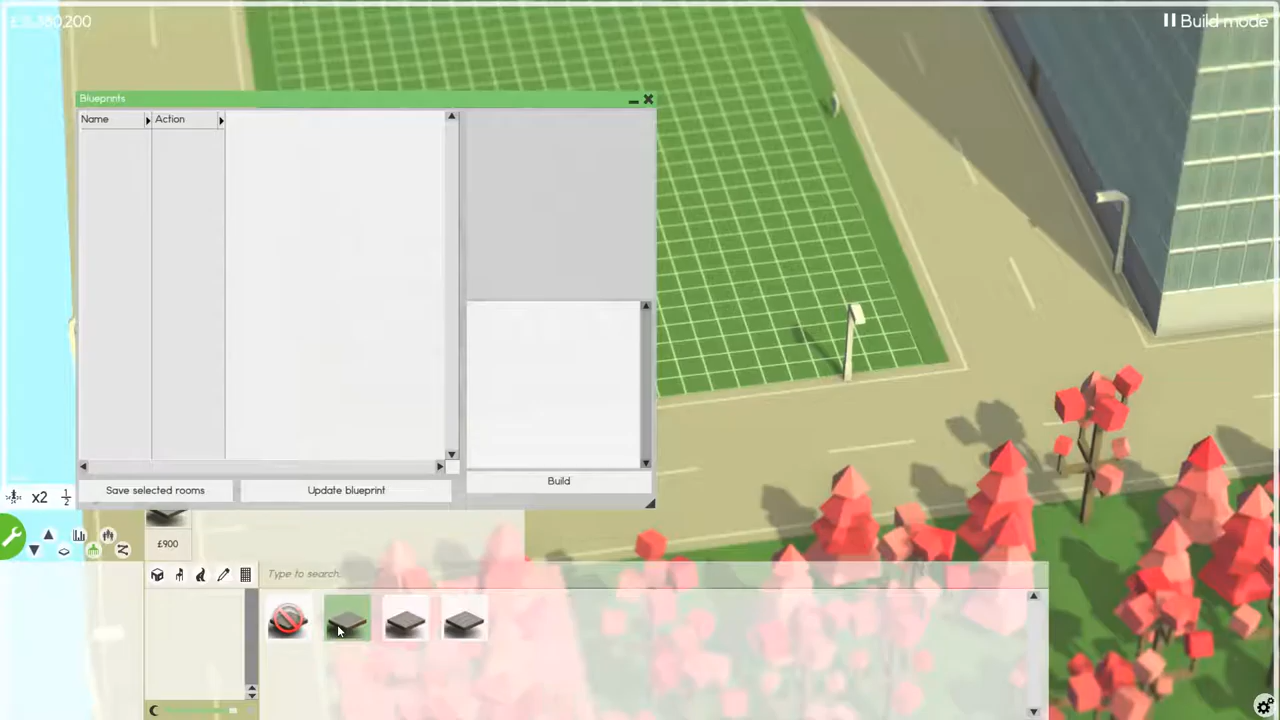 Build mode
Blueprints
Name
Action
Save selected rooms
Update blueprint
Build
x2
£900
Type to search..